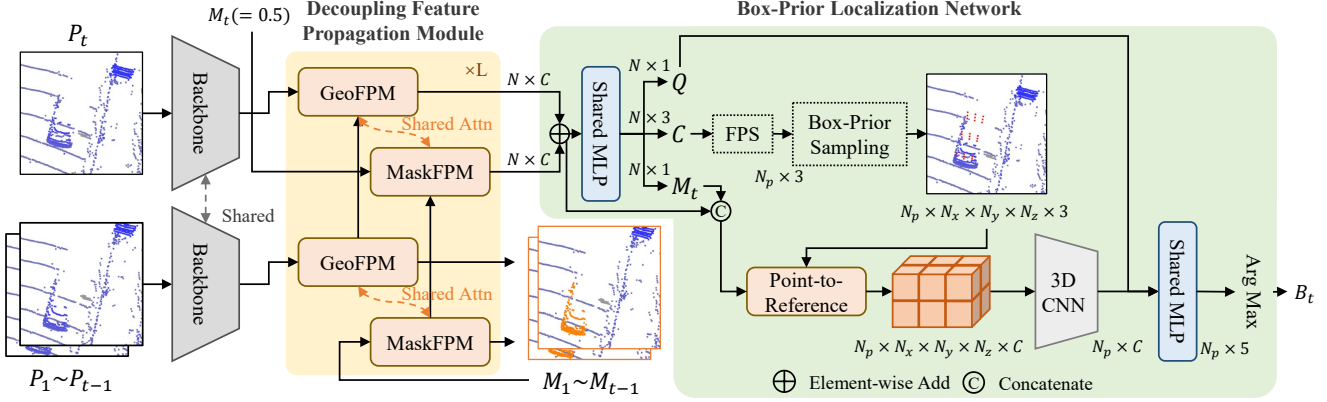 Decoupling Feature
Propagation Module
Box-Prior Localization Network
M_t(= 0.5)
P_t
Backbone
×L
GeoFPM
Shared Attn
MaskFPM
N × C
N × C
Shared MLP
N × 1
Q
N × 3
C
FPS
Box-Prior
Sampling
N_p × 3
N × 1
M_t
C
N_p × N_x × N_y × N_z × 3
Shared
Backbone
GeoFPM
Shared Attn
MaskFPM
Point-to-
Reference
3D
CNN
Shared MLP
Arg Max
B_t
N_p × N_x × N_y × N_z × C
N_p × C
N_p × 5
P_1~P_{t−1}
M_1~M_{t−1}
Element-wise Add
C Concatenate